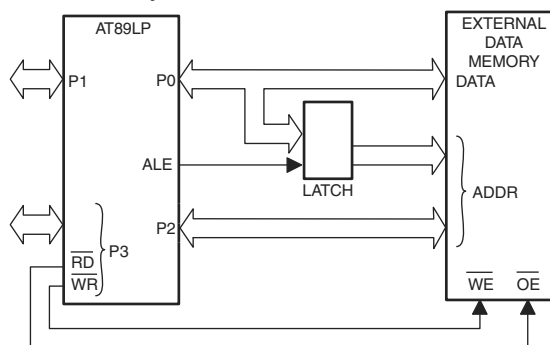 AT89LP
P1
P0
ALE
P2
P3
RD
WR
LATCH
EXTERNAL
DATA
MEMORY
DATA
ADDR
WE
OE